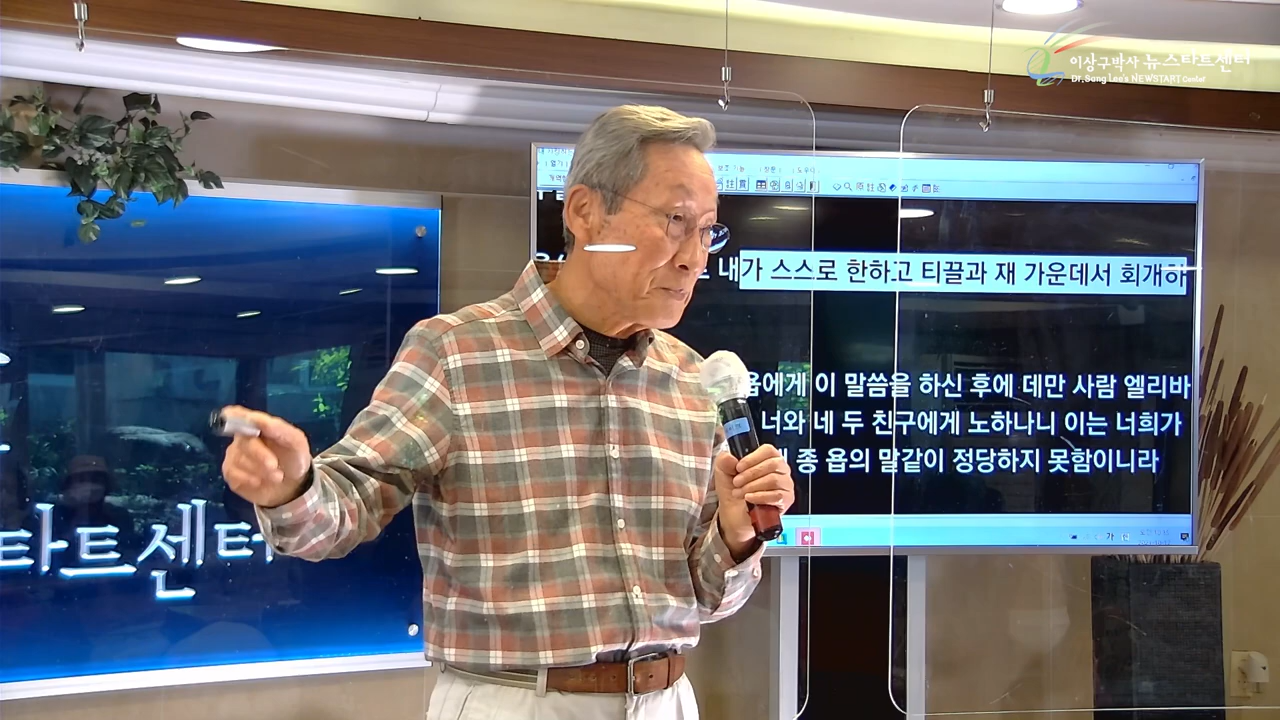 이상구박사 뉴스타트센터
Dr. Sang Lee's NEWSTART Center
내가 스스로 한하고 티끌과 재 가운데서 회개하
욥에게 이 말씀을 하신 후에 데만 사람 엘리바
너와 네 두 친구에게 노하나니 이는 너희가
종 욥의 말같이 정당하지 못함이니라
타트센터